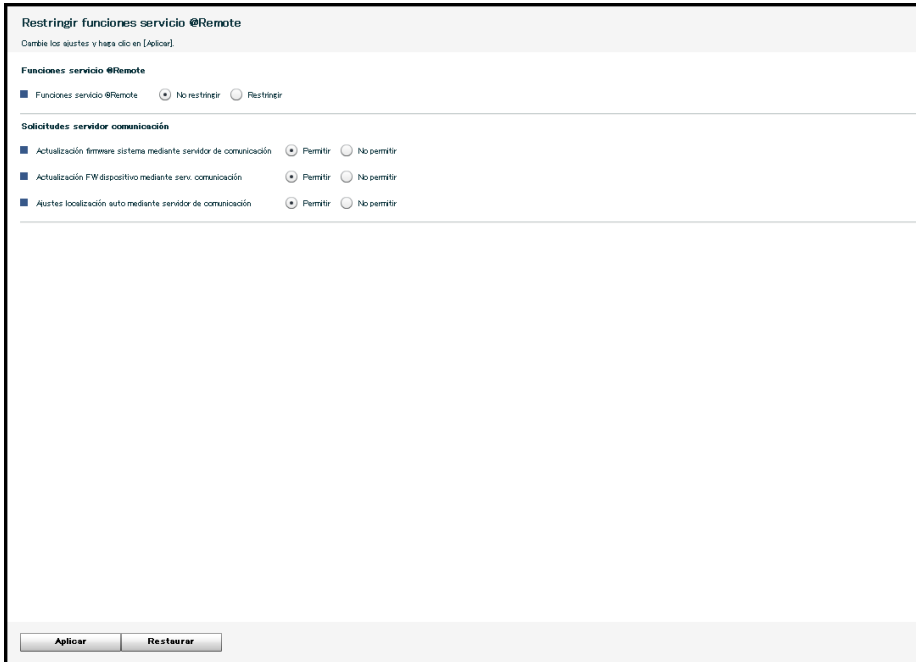 Restringir funciones servicio @Remote
Cambie los ajustes y haga clic en [Aplicar].
Funciones servicio @Remote
Funciones servicio @Remote No restringir Restringir
Solicitudes servidor comunicación
Actualización firmware sistema mediante servidor de comunicación Permitir No permitir
Actualización FW dispositivo mediante serv. comunicación Permitir No permitir
Ajustes localización auto mediante servidor de comunicación Permitir No permitir
Aplicar Restaurar